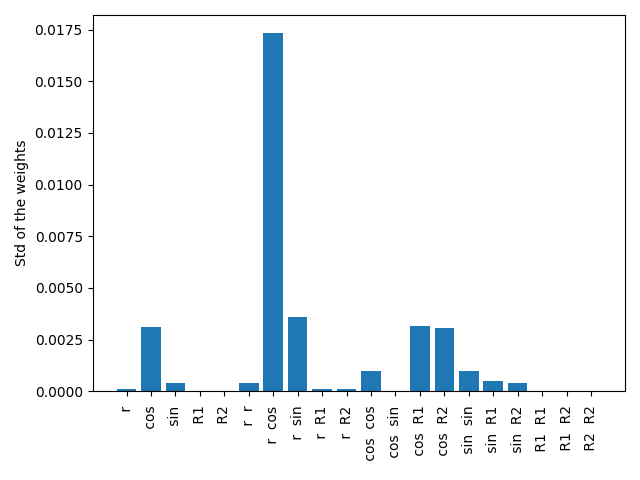 0.0175
0.0150
0.0125
0.0100
0.0075
0.0050
0.0025
0.0000
Std of the weights
r
cos
sin
R1
R2
r r
r cos
r sin
r R1
r R2
cos cos
cos sin
cos R1
cos R2
sin sin
sin R1
sin R2
R1 R1
R1 R2
R2 R2